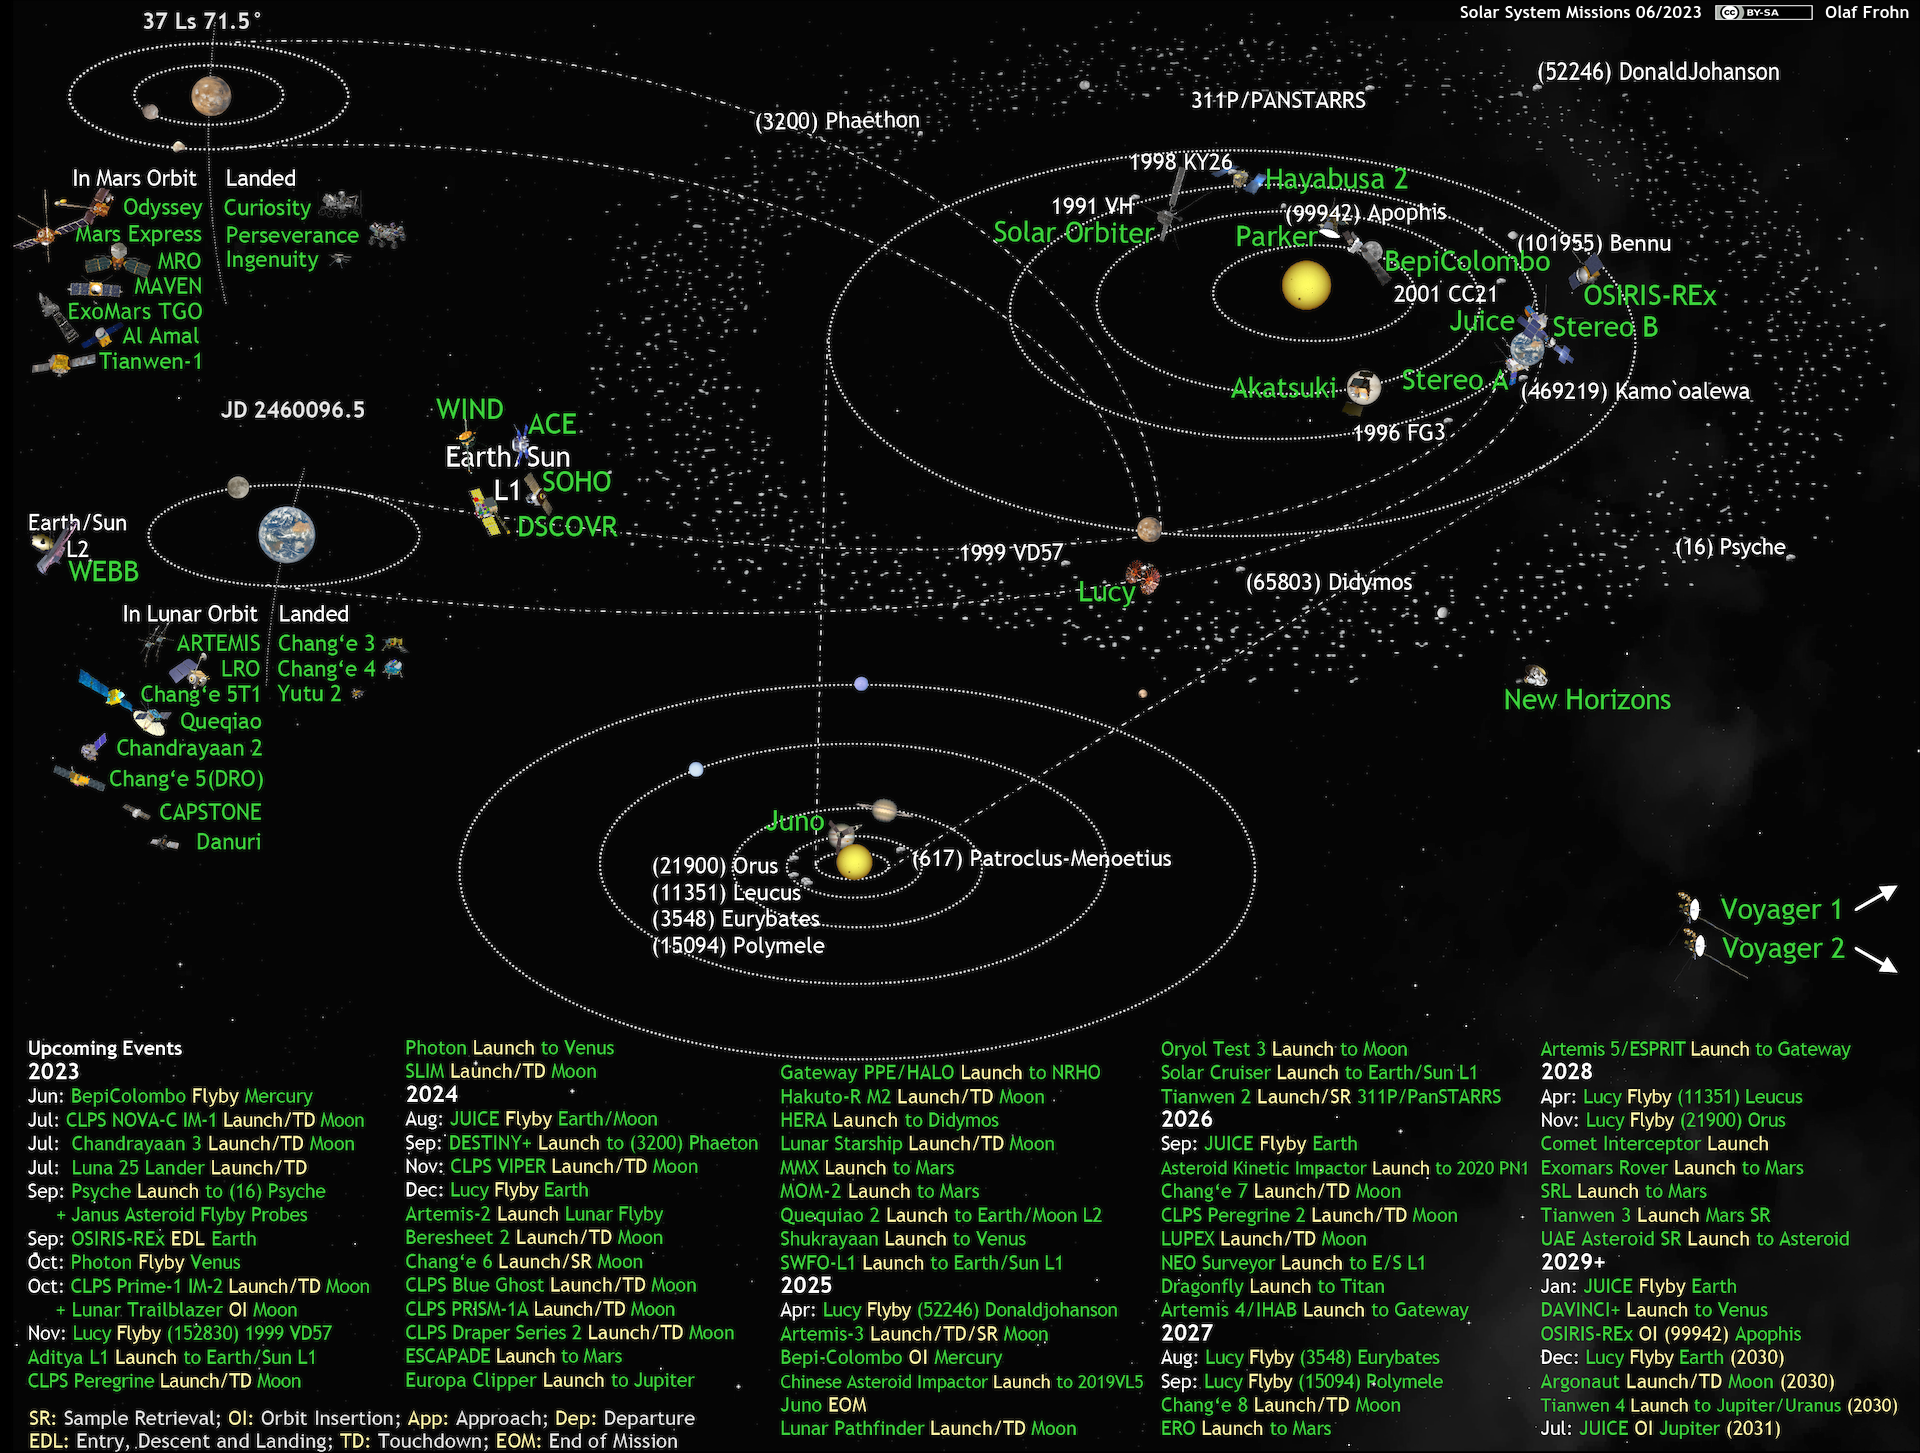 Solar System Missions 06/2023 (cc) BY-SA Olaf Frohn
37 Ls 71.5°
(52246) DonaldJohanson
311P/PANSTARRS
(3200) Phaethon
1998 KY26
Hayabusa 2
In Mars Orbit
Landed
Odyssey
Curiosity
Mars Express
Perseverance
MRO
Ingenuity
MAVEN
ExoMars TGO
Al Amal
Tianwen-1
1991 VH
Solar Orbiter
(99942) Apophis
Parker
(101955) Bennu
BepiColombo
2001 CC21
OSIRIS-REx
Juice
Stereo B
Akatsuki
Stereo A
(469219) Kamo`oalewa
1996 FG3
JD 2460096.5
WIND
ACE
Earth/Sun
L1
SOHO
DSCOVR
Earth/Sun
L2
WEBB
1999 VD57
(16) Psyche
Lucy
(65803) Didymos
In Lunar Orbit
Landed
ARTEMIS
Chang‘e 3
LRO
Chang‘e 4
Chang‘e 5T1
Yutu 2
Queqiao
Chandrayaan 2
Chang‘e 5(DRO)
CAPSTONE
Danuri
New Horizons
Juno
(21900) Orus
(617) Patroclus-Menoetius
(11351) Leucus
(3548) Eurybates
(15094) Polymele
Voyager 1
Voyager 2
Upcoming Events
2023
Jun: BepiColombo Flyby Mercury
Jul: CLPS NOVA-C IM-1 Launch/TD Moon
Jul: Chandrayaan 3 Launch/TD Moon
Jul: Luna 25 Lander Launch/TD
Sep: Psyche Launch to (16) Psyche
+ Janus Asteroid Flyby Probes
Sep: OSIRIS-REx EDL Earth
Oct: Photon Flyby Venus
Oct: CLPS Prime-1 IM-2 Launch/TD Moon
+ Lunar Trailblazer OI Moon
Nov: Lucy Flyby (152830) 1999 VD57
Aditya L1 Launch to Earth/Sun L1
CLPS Peregrine Launch/TD Moon
Photon Launch to Venus
SLIM Launch/TD Moon
2024
Aug: JUICE Flyby Earth/Moon
Sep: DESTINY+ Launch to (3200) Phaeton
Nov: CLPS VIPER Launch/TD Moon
Dec: Lucy Flyby Earth
Artemis-2 Launch Lunar Flyby
Beresheet 2 Launch/TD Moon
Chang‘e 6 Launch/SR Moon
CLPS Blue Ghost Launch/TD Moon
CLPS PRISM-1A Launch/TD Moon
CLPS Draper Series 2 Launch/TD Moon
ESCAPADE Launch to Mars
Europa Clipper Launch to Jupiter
Gateway PPE/HALO Launch to NRHO
Hakuto-R M2 Launch/TD Moon
HERA Launch to Didymos
Lunar Starship Launch/TD Moon
MMX Launch to Mars
MOM-2 Launch to Mars
Quequiao 2 Launch to Earth/Moon L2
Shukrayaan Launch to Venus
SWFO-L1 Launch to Earth/Sun L1
2025
Apr: Lucy Flyby (52246) Donaldjohanson
Artemis-3 Launch/TD/SR Moon
Bepi-Colombo OI Mercury
Chinese Asteroid Impactor Launch to 2019VL5
Juno EOM
Lunar Pathfinder Launch/TD Moon
Oryol Test 3 Launch to Moon
Solar Cruiser Launch to Earth/Sun L1
Tianwen 2 Launch/SR 311P/PanSTARRS
2026
Sep: JUICE Flyby Earth
Asteroid Kinetic Impactor Launch to 2020 PN1
Chang‘e 7 Launch/TD Moon
CLPS Peregrine 2 Launch/TD Moon
LUPEX Launch/TD Moon
NEO Surveyor Launch to E/S L1
Dragonfly Launch to Titan
Artemis 4/IHAB Launch to Gateway
2027
Aug: Lucy Flyby (3548) Eurybates
Sep: Lucy Flyby (15094) Polymele
Chang‘e 8 Launch/TD Moon
ERO Launch to Mars
Artemis 5/ESPRIT Launch to Gateway
2028
Apr: Lucy Flyby (11351) Leucus
Nov: Lucy Flyby (21900) Orus
Comet Interceptor Launch
Exomars Rover Launch to Mars
SRL Launch to Mars
Tianwen 3 Launch Mars SR
UAE Asteroid SR Launch to Asteroid
2029+
Jan: JUICE Flyby Earth
DAVINCI+ Launch to Venus
OSIRIS-REx OI (99942) Apophis
Dec: Lucy Flyby Earth (2030)
Argonaut Launch/TD Moon (2030)
Tianwen 4 Launch to Jupiter/Uranus (2030)
Jul: JUICE OI Jupiter (2031)
SR: Sample Retrieval; OI: Orbit Insertion; App: Approach; Dep: Departure
EDL: Entry, Descent and Landing; TD: Touchdown; EOM: End of Mission